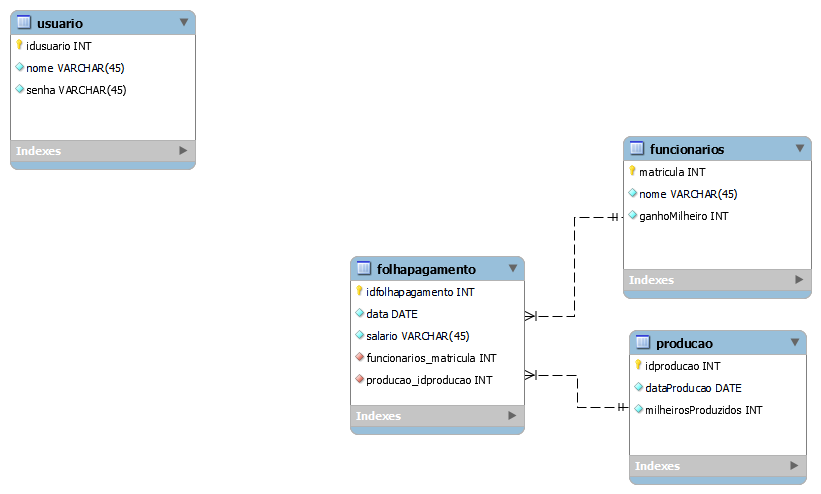 usuario
idusuario INT
nome VARCHAR(45)
senha VARCHAR(45)
Indexes
funcionarios
matricula INT
nome VARCHAR(45)
ganhoMilheiro INT
Indexes
folhapagamento
idfolhapagamento INT
data DATE
salario VARCHAR(45)
funcionarios_matricula INT
producao_idproducao INT
Indexes
producao
idproducao INT
dataProducao DATE
milheirosProduzidos INT
Indexes